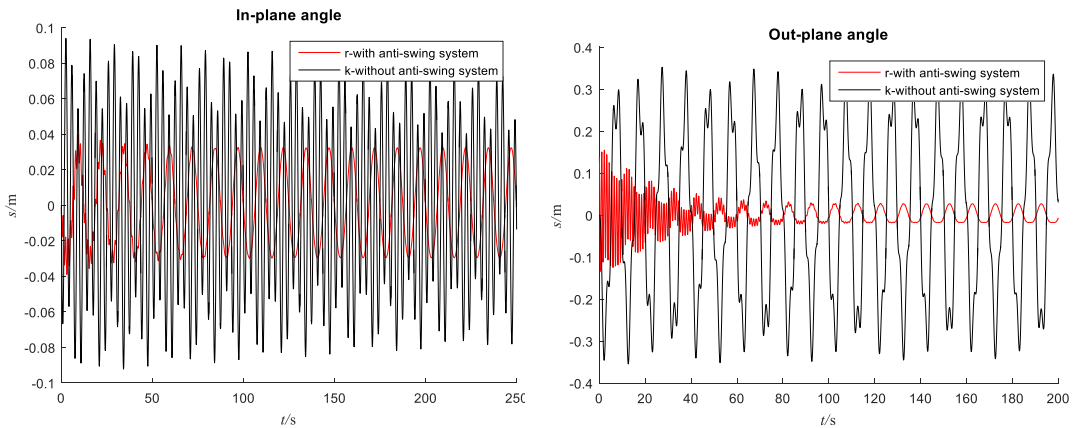 In-plane angle
0.1
0.08
0.06
0.04
0.02
0
-0.02
-0.04
-0.06
-0.08
-0.1
s/m
r-with anti-swing system
k-without anti-swing system
0 50 100 150 200 250
t/s
Out-plane angle
0.4
0.3
0.2
0.1
0
-0.1
-0.2
-0.3
-0.4
s/m
r-with anti-swing system
k-without anti-swing system
0 20 40 60 80 100 120 140 160 180 200
t/s